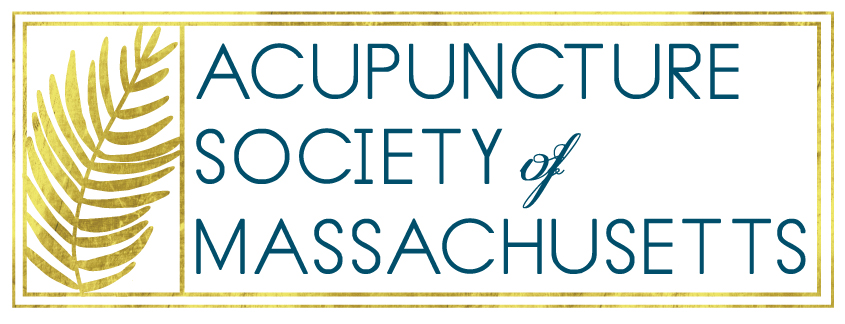 ACUPUNCTURE
SOCIETY of
MASSACHUSETTS